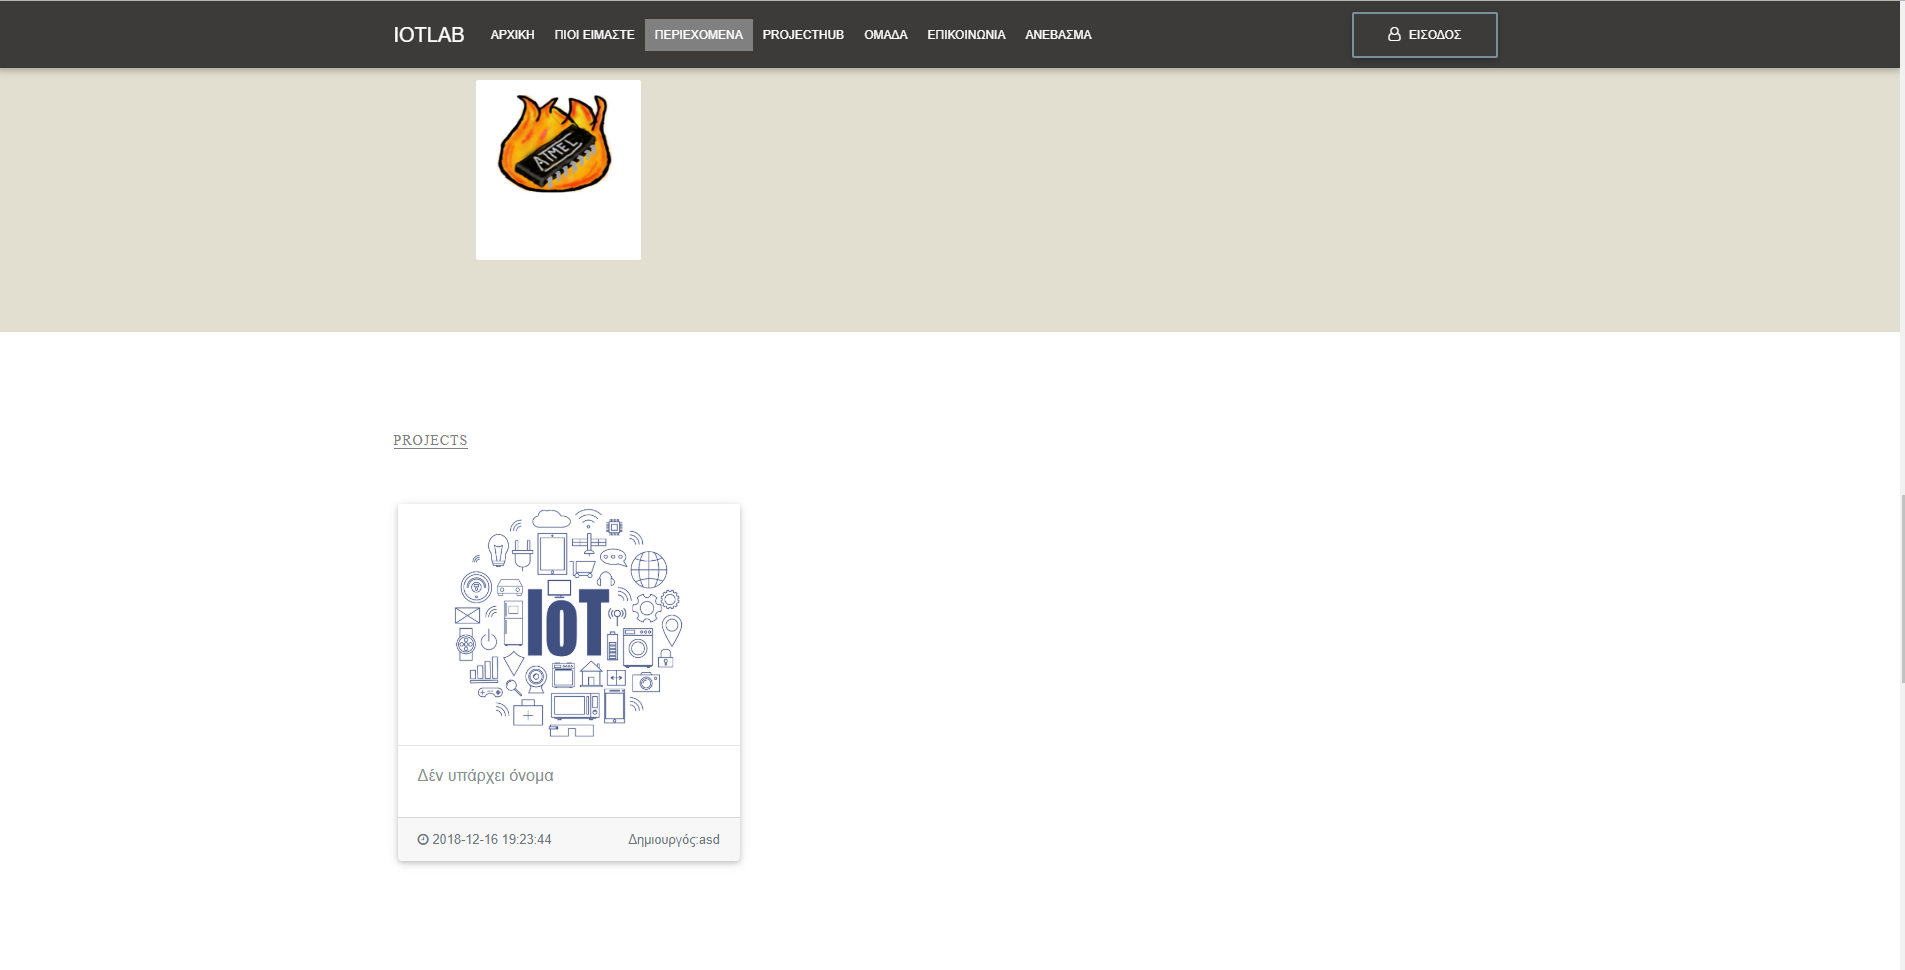 IOTLAB ΑΡΧΙΚΗ ΠΙΟΙ ΕΙΜΑΣΤΕ ΠΕΡΙΕΧΟΜΕΝΑ PROJECTHUB ΟΜΑΔΑ ΕΠΙΚΟΙΝΩΝΙΑ ΑΝΕΒΑΣΜΑ ΕΙΣΟΔΟΣ
ATMEL
PROJECTS
IoT
Δέν υπάρχει όνομα
2018-12-16 19:23:44 Δημιουργός:asd